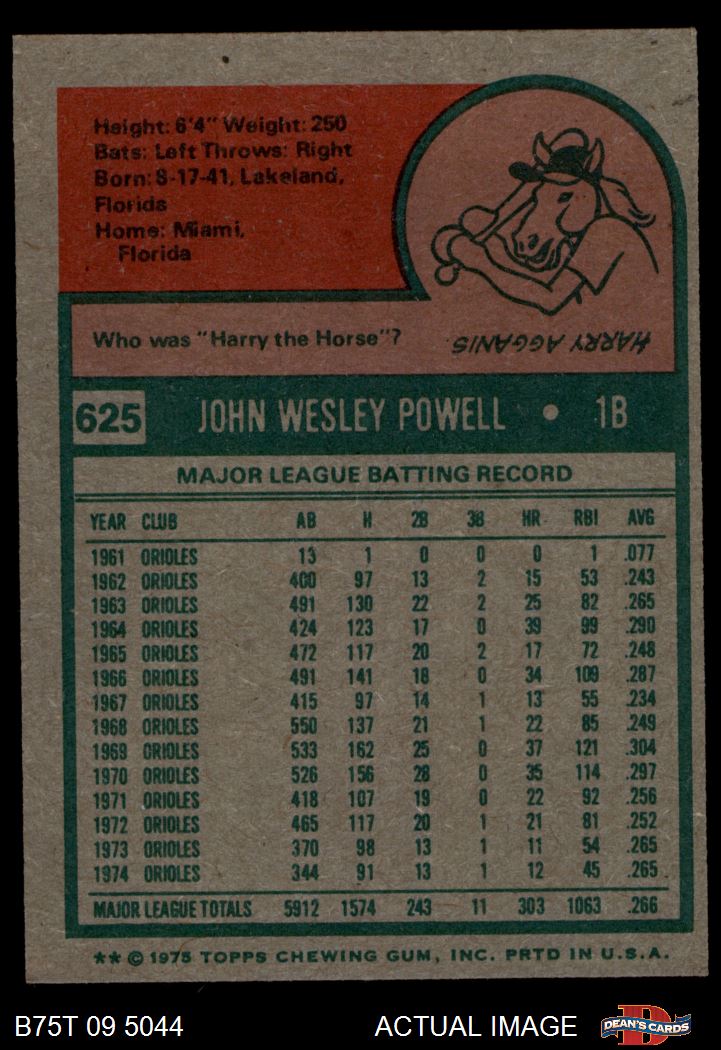 Height: 6'4" Weight: 250
Bats: Left Throws: Right
Born: 8-17-41, Lakeland,
Florida
Home: Miami,
Florida
Who was "Harry the Horse"?
HARRY AGGANIS.
625 JOHN WESLEY POWELL • 1B
MAJOR LEAGUE BATTING RECORD
YEAR CLUB AB H 2B 3B HR RBI AVG
1961 ORIOLES 13 1 0 0 0 1 .077
1962 ORIOLES 400 97 13 2 15 53 .243
1963 ORIOLES 491 130 22 2 25 82 .265
1964 ORIOLES 424 123 17 0 39 99 .290
1965 ORIOLES 472 117 20 2 17 72 .248
1966 ORIOLES 491 141 18 0 34 109 .287
1967 ORIOLES 415 97 14 1 13 55 .234
1968 ORIOLES 550 137 21 1 22 85 .249
1969 ORIOLES 533 162 25 0 37 121 .304
1970 ORIOLES 526 156 28 0 35 114 .297
1971 ORIOLES 418 107 19 0 22 92 .256
1972 ORIOLES 465 117 20 1 21 81 .252
1973 ORIOLES 370 98 13 1 11 54 .265
1974 ORIOLES 344 91 13 1 12 45 .265
MAJOR LEAGUE TOTALS 5912 1574 243 11 303 1063 .266
** © 1975 TOPPS CHEWING GUM, INC. PRTD IN U.S.A.
B75T 09 5044 ACTUAL IMAGE D DEAN'S CARDS